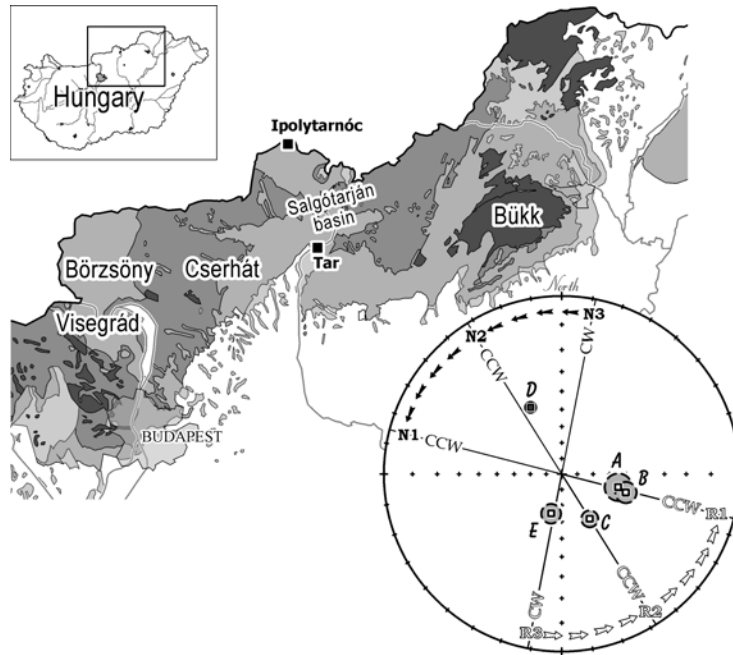 Hungary
Ipolytarnóc
Salgótarján
basin
Bükk
Börzsöny
Cserhát
Tar
Visegrád
North
BUDAPEST
N3
N2
CCW
CW
D
N1
CCW
A
B
CCW
R1
E
C
CCW
CW
R2
R3